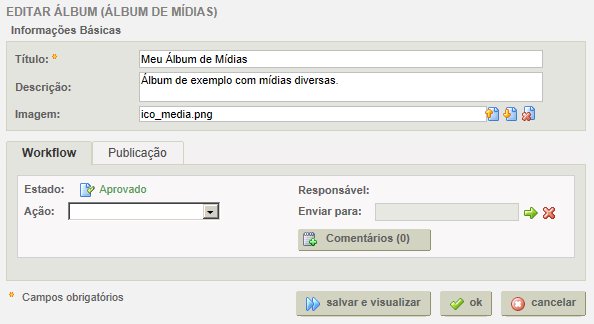 EDITAR ÁLBUM (ÁLBUM DE MÍDIAS)
Informações Básicas
Título: * Meu Álbum de Mídias
Descrição: Álbum de exemplo com mídias diversas.
Imagem: ico_media.png
Workflow Publicação
Estado: Aprovado Responsável:
Ação: Enviar para:
Comentários (0)
* Campos obrigatórios salvar e visualizar ok cancelar